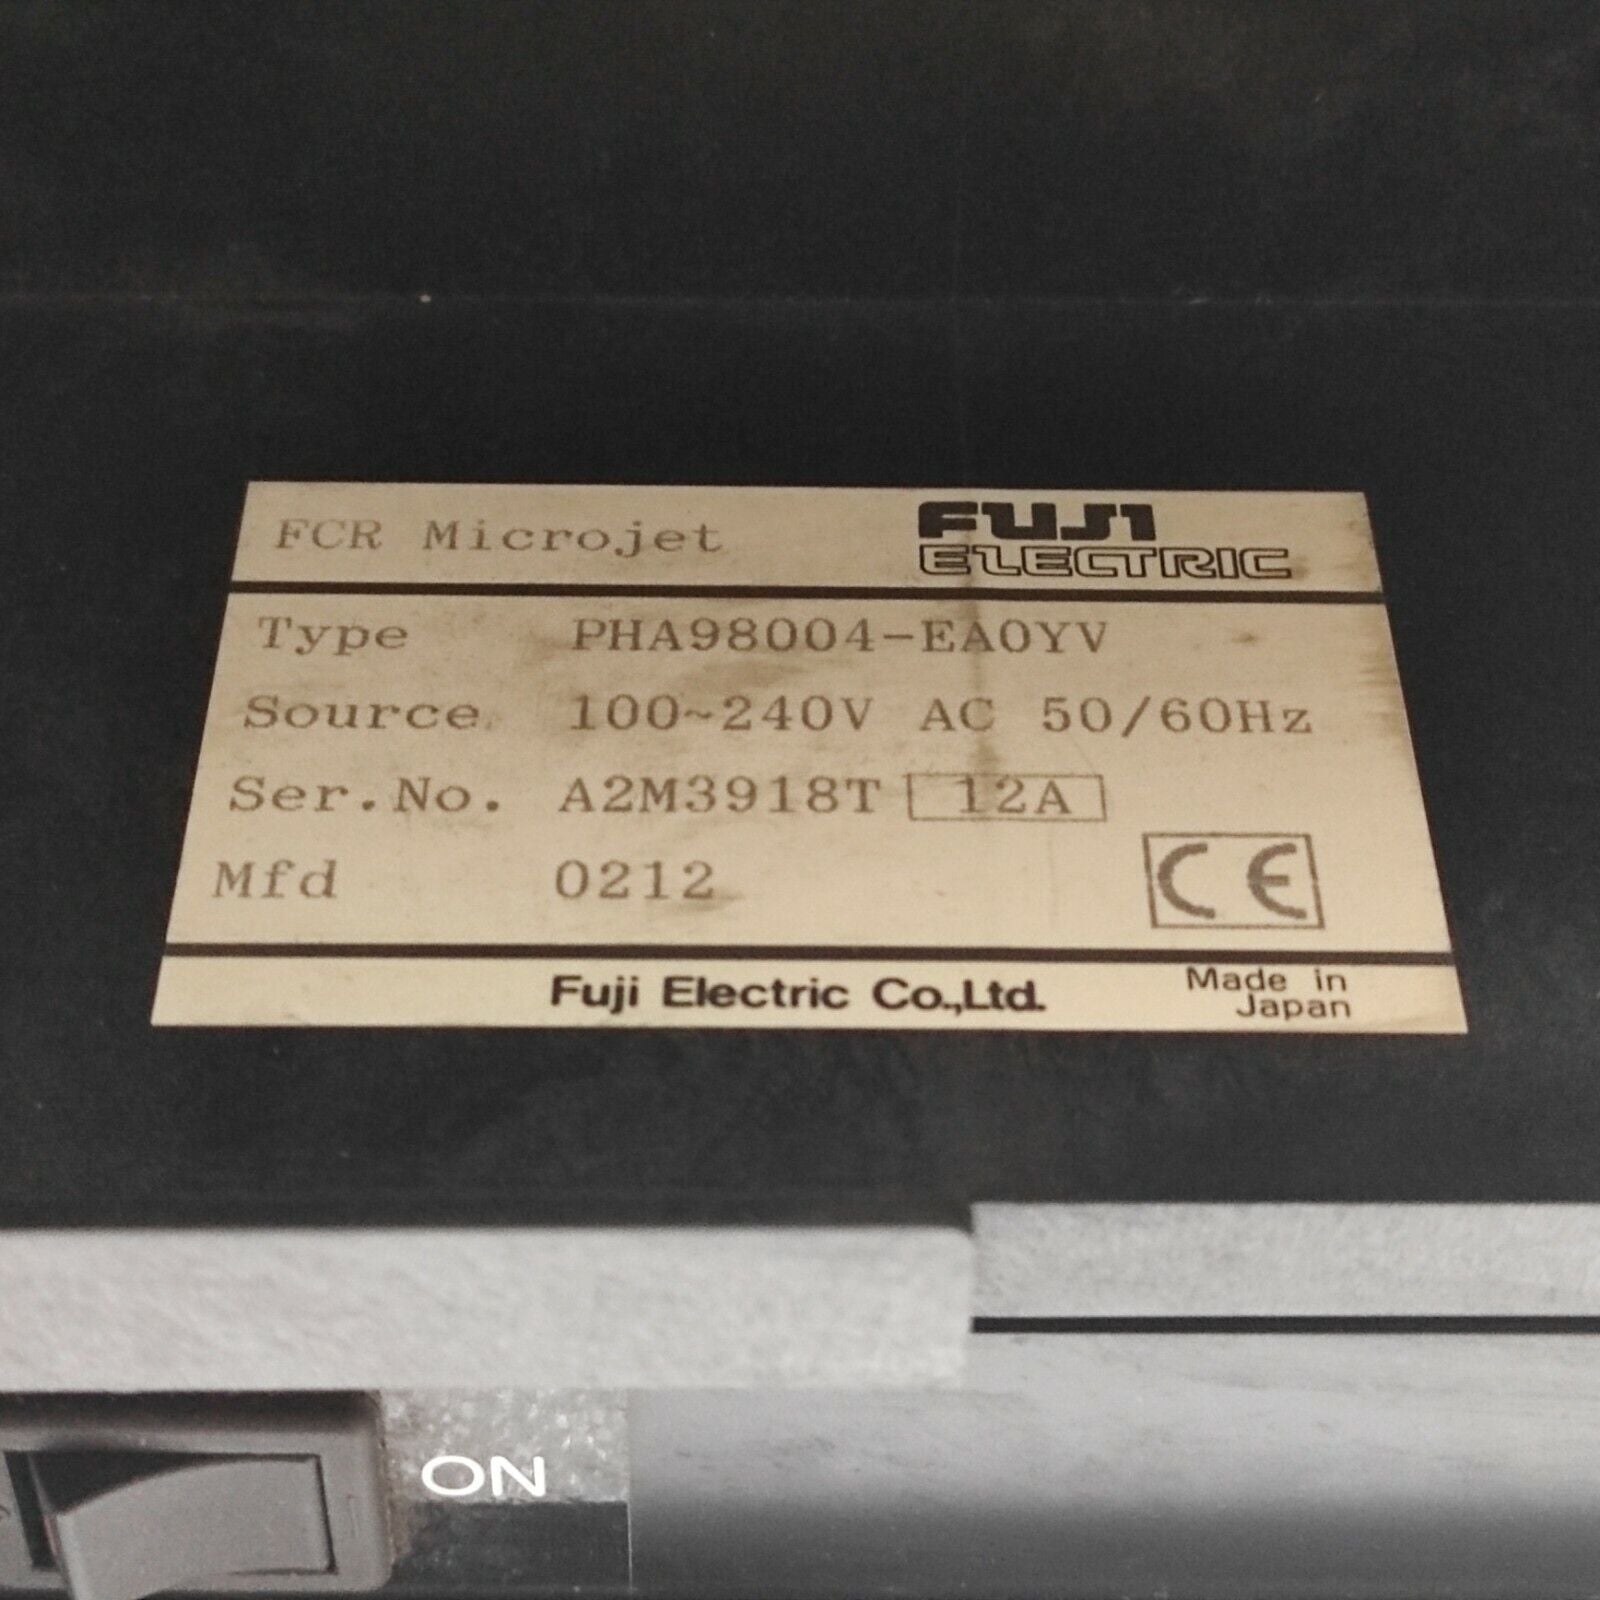 FCR Microjet FUJI
ELECTRIC
Type PHA98004-EA0YV
Source 100~240V AC 50/60Hz
Ser.No. A2M3918T 12A
Mfd 0212
CE
Fuji Electric Co.,Ltd. Made in
Japan
ON